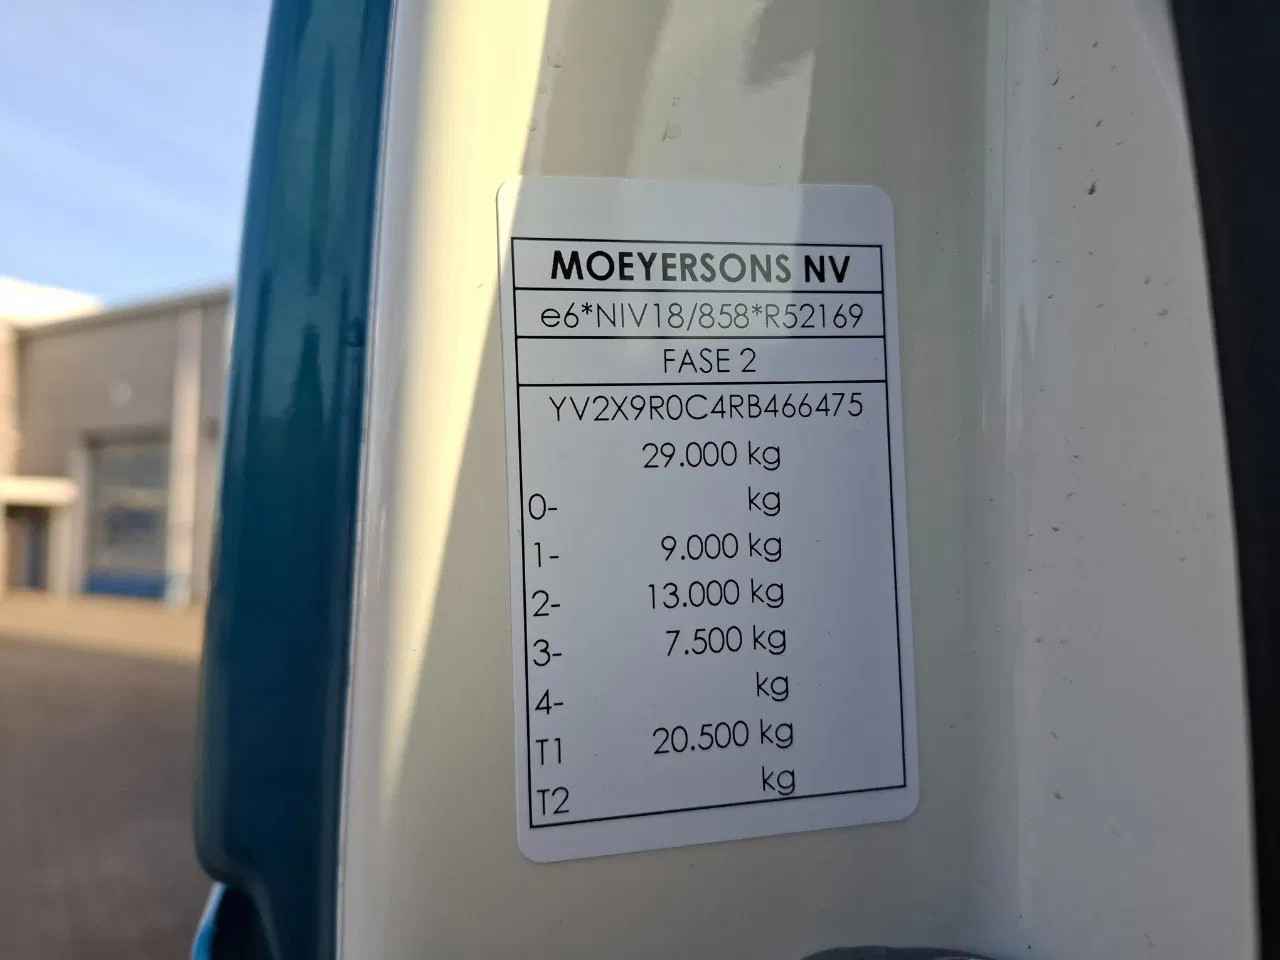 MOEYERSONS NV
e6*NIV18/858*R52169
FASE 2
YV2X9R0C4RB466475
29.000 kg
0- kg
1- 9.000 kg
2- 13.000 kg
3- 7.500 kg
4- kg
T1 20.500 kg
T2 kg